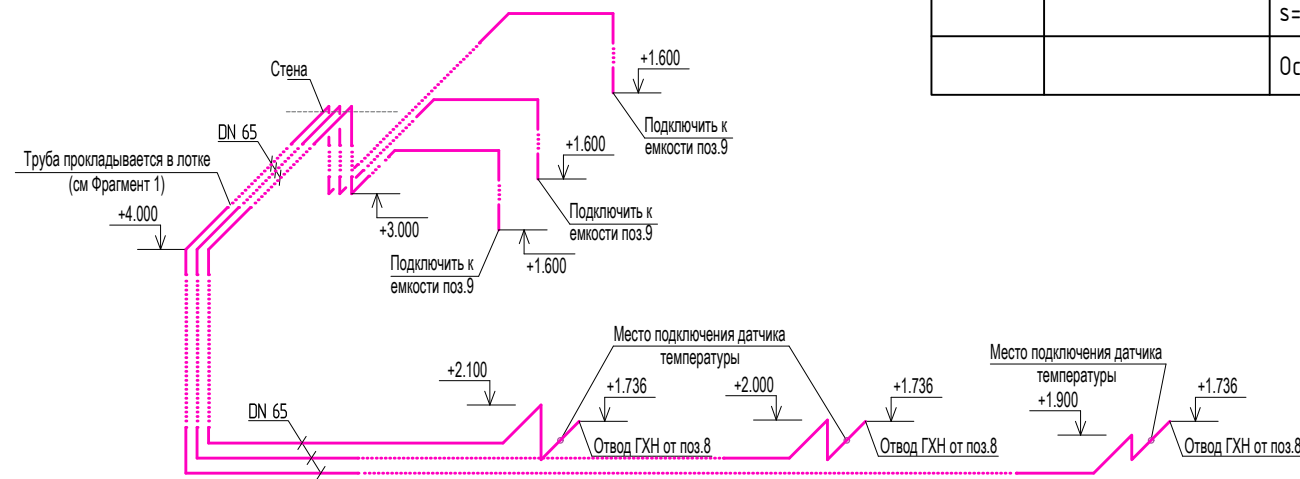 s=
Ос
+1.600
Стена
Подключить к
емкости поз.9
DN 65
+1.600
Труба прокладывается в лотке
(см Фрагмент 1)
+4.000
Подключить к
емкости поз.9
+3.000
Подключить к
емкости поз.9
+1.600
Место подключения датчика
температуры
Место подключения датчика
температуры
+2.100
+1.736
+2.000
+1.736
+1.900
+1.736
DN 65
Отвод ГХН от поз.8
Отвод ГХН от поз.8
Отвод ГХН от поз.8